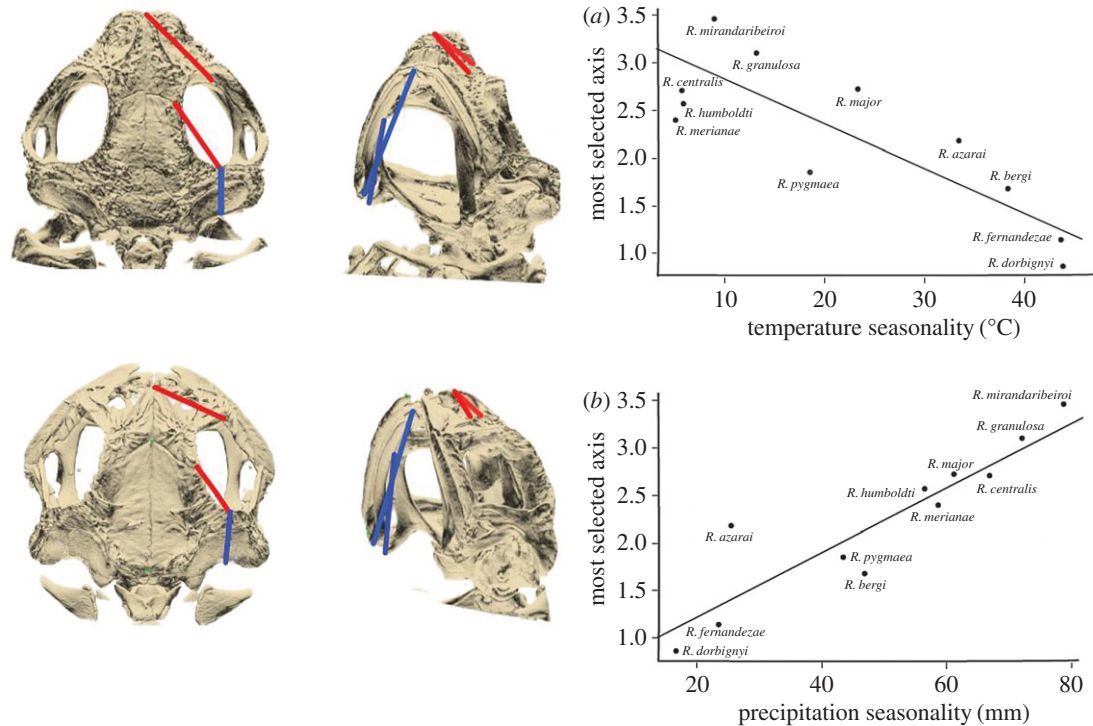 (a)
3.5
3.0
2.5
2.0
1.5
1.0
most selected axis
R. mirandaribeiroi
R. granulosa
R. centralis
R. major
R. humboldti
R. merianae
R. azarai
R. pygmaea
R. bergi
R. fernandezae
R. dorbignyi
10 20 30 40
temperature seasonality (°C)
(b)
3.5
3.0
2.5
2.0
1.5
1.0
most selected axis
R. mirandaribeiroi
R. granulosa
R. major
R. humboldti
R. centralis
R. merianae
R. azarai
R. pygmaea
R. bergi
R. fernandezae
R. dorbignyi
20 40 60 80
precipitation seasonality (mm)